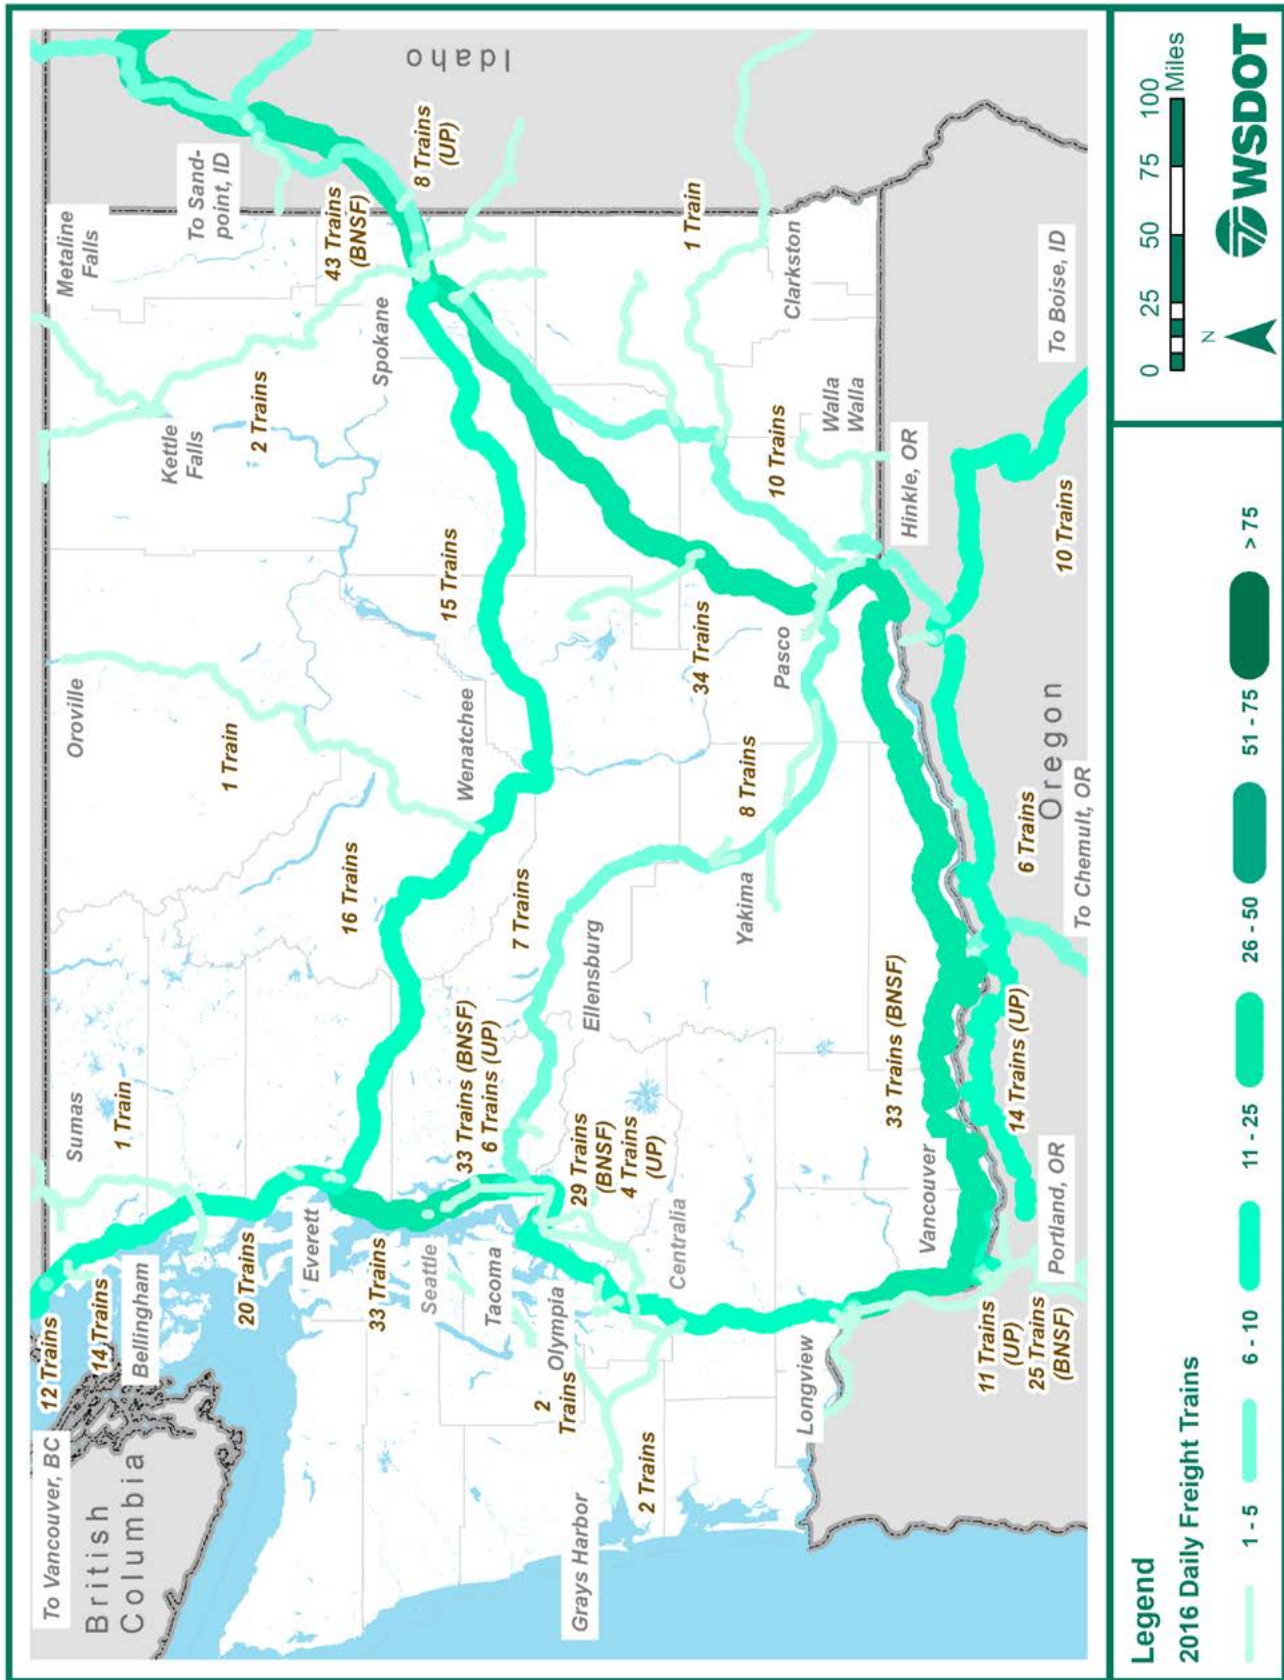 To Vancouver, BC
British
Columbia
12 Trains
14 Trains
Bellingham
Sumas
1 Train
20 Trains
Everett
33 Trains
Seattle
Tacoma
33 Trains (BNSF)
6 Trains (UP)
Olympia
2
Trains
Grays Harbor
2 Trains
29 Trains
(BNSF)
4 Trains
(UP)
Centralia
Longview
Vancouver
11 Trains
(UP)
25 Trains
(BNSF)
Portland, OR
33 Trains (BNSF)
14 Trains (UP)
16 Trains
7 Trains
Ellensburg
Yakima
8 Trains
Oroville
1 Train
Wenatchee
15 Trains
34 Trains
Pasco
6 Trains
Oregon
To Chemult, OR
Metaline
Falls
Kettle
Falls
2 Trains
To Sand-
point, ID
43 Trains
(BNSF)
Spokane
8 Trains
(UP)
Idaho
1 Train
Clarkston
10 Trains
Walla
Walla
Hinkle, OR
10 Trains
To Boise, ID
Legend
2016 Daily Freight Trains
1 - 5
6 - 10
11 - 25
26 - 50
51 - 75
> 75
0 25 50 75 100
Miles
N
WSDOT